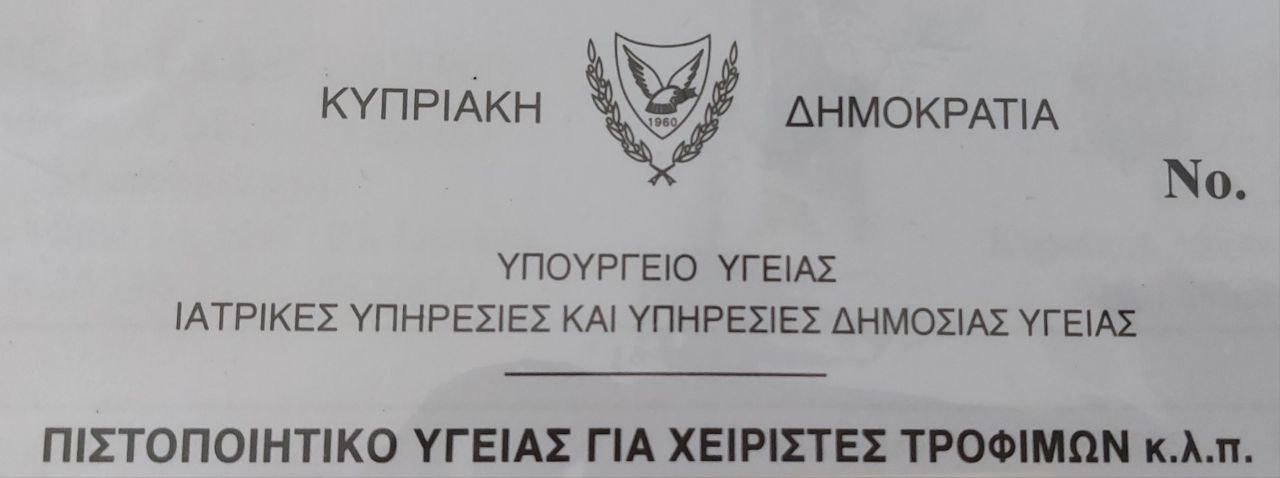 ΚΥΠΡΙΑΚΗ 1960 ΔΗΜΟΚΡΑΤΙΑ
No.
ΥΠΟΥΡΓΕΙΟ ΥΓΕΙΑΣ
ΙΑΤΡΙΚΕΣ ΥΠΗΡΕΣΙΕΣ ΚΑΙ ΥΠΗΡΕΣΙΕΣ ΔΗΜΟΣΙΑΣ ΥΓΕΙΑΣ
ΠΙΣΤΟΠΟΙΗΤΙΚΟ ΥΓΕΙΑΣ ΓΙΑ ΧΕΙΡΙΣΤΕΣ ΤΡΟΦΙΜΩΝ κ.λ.π.